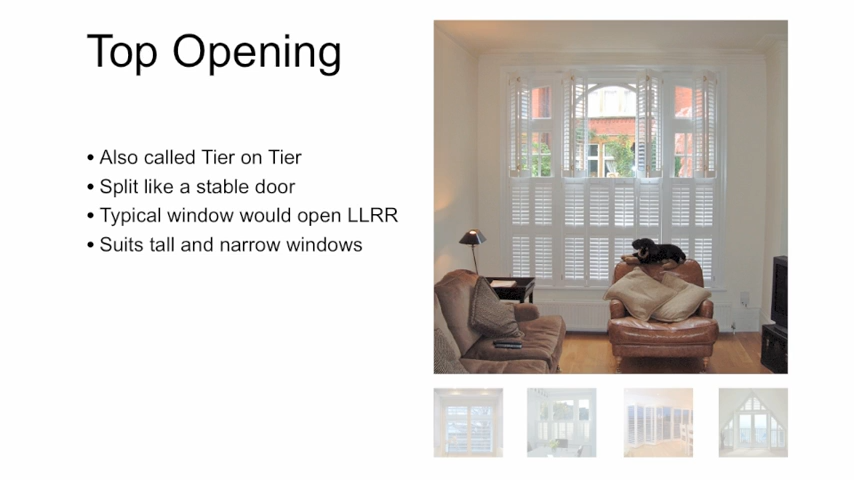 Top Opening
• Also called Tier on Tier
• Split like a stable door
• Typical window would open LLRR
• Suits tall and narrow windows